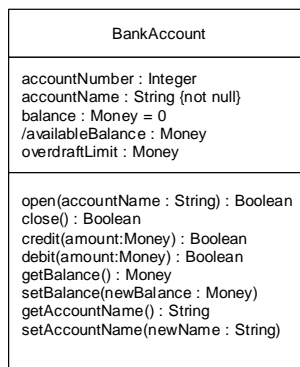 BankAccount
accountNumber : Integer
accountName : String {not null}
balance : Money = 0
/availableBalance : Money
overdraftLimit : Money
open(accountName : String) : Boolean
close() : Boolean
credit(amount:Money) : Boolean
debit(amount:Money) : Boolean
getBalance() : Money
setBalance(newBalance : Money)
getAccountName() : String
setAccountName(newName : String)